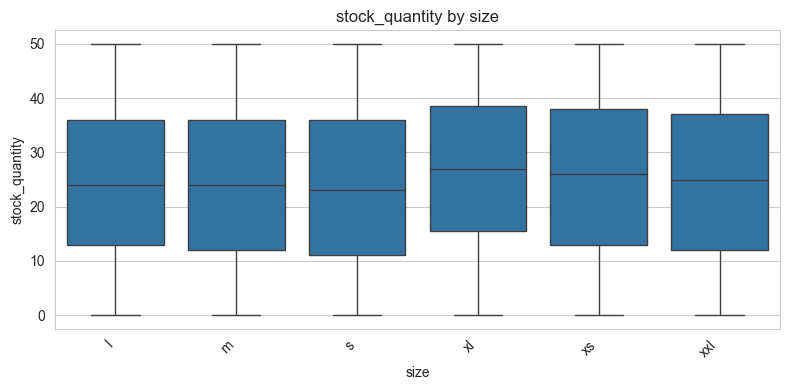 stock_quantity by size
stock_quantity
50
40
30
20
10
0
l
m
s
xl
xs
xxl
size